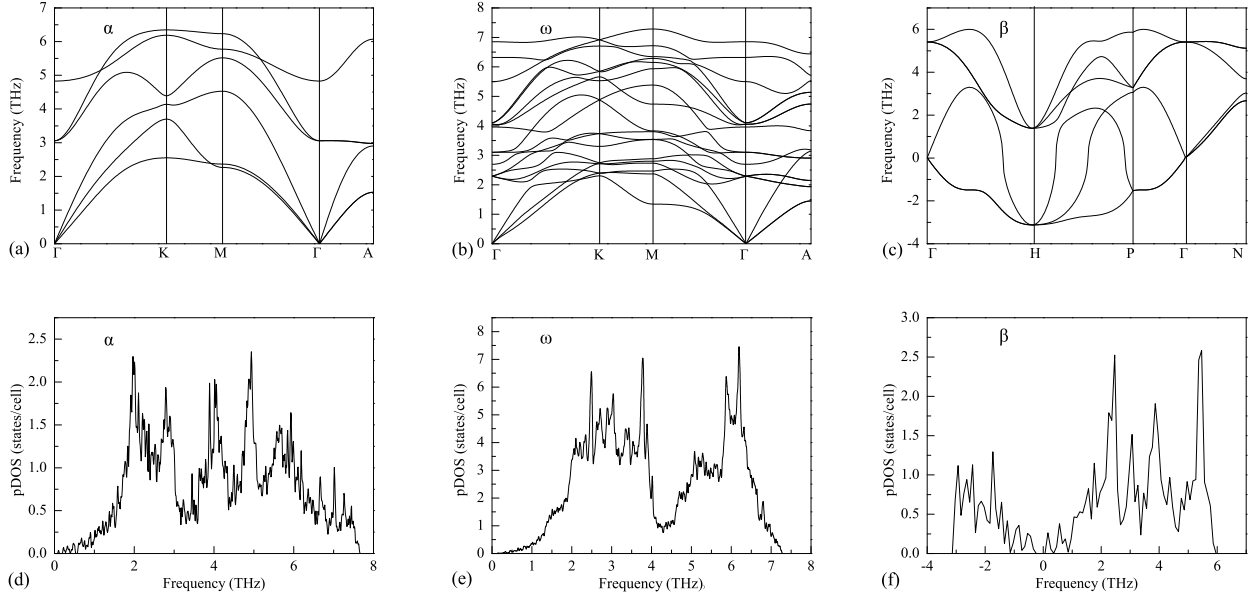 α
Frequency (THz)
7
6
5
4
3
2
1
0
Γ K M Γ A
(a)
ω
Frequency (THz)
8
7
6
5
4
3
2
1
0
Γ K M Γ A
(b)
β
Frequency (THz)
6
4
2
0
-2
-4
Γ H P Γ N
(c)
α
pDOS (states/cell)
2.5
2.0
1.5
1.0
0.5
0.0
0 2 4 6 8
Frequency (THz)
(d)
ω
pDOS (states/cell)
8
7
6
5
4
3
2
1
0
0 1 2 3 4 5 6 7 8
Frequency (THz)
(e)
β
pDOS (states/cell)
3.0
2.5
2.0
1.5
1.0
0.5
0.0
-4 -2 0 2 4 6
Frequency (THz)
(f)